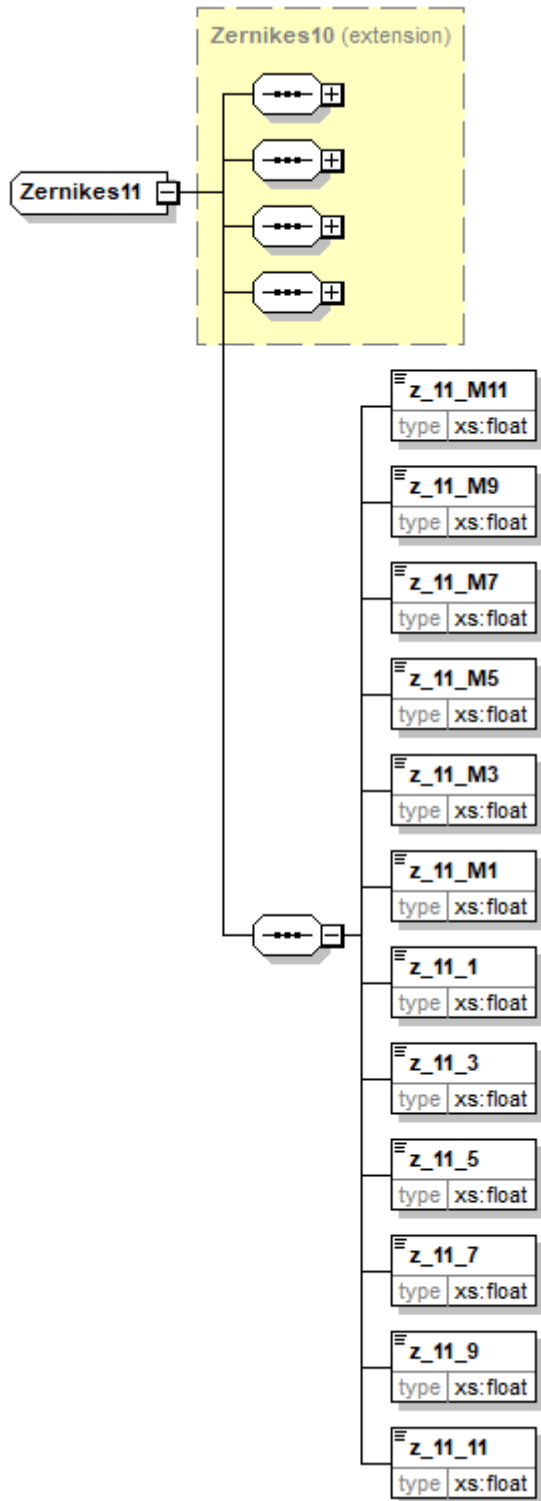 Zernikes10 (extension)
Zernikes11
z_11_M11
type xs:float
z_11_M9
type xs:float
z_11_M7
type xs:float
z_11_M5
type xs:float
z_11_M3
type xs:float
z_11_M1
type xs:float
z_11_1
type xs:float
z_11_3
type xs:float
z_11_5
type xs:float
z_11_7
type xs:float
z_11_9
type xs:float
z_11_11
type xs:float